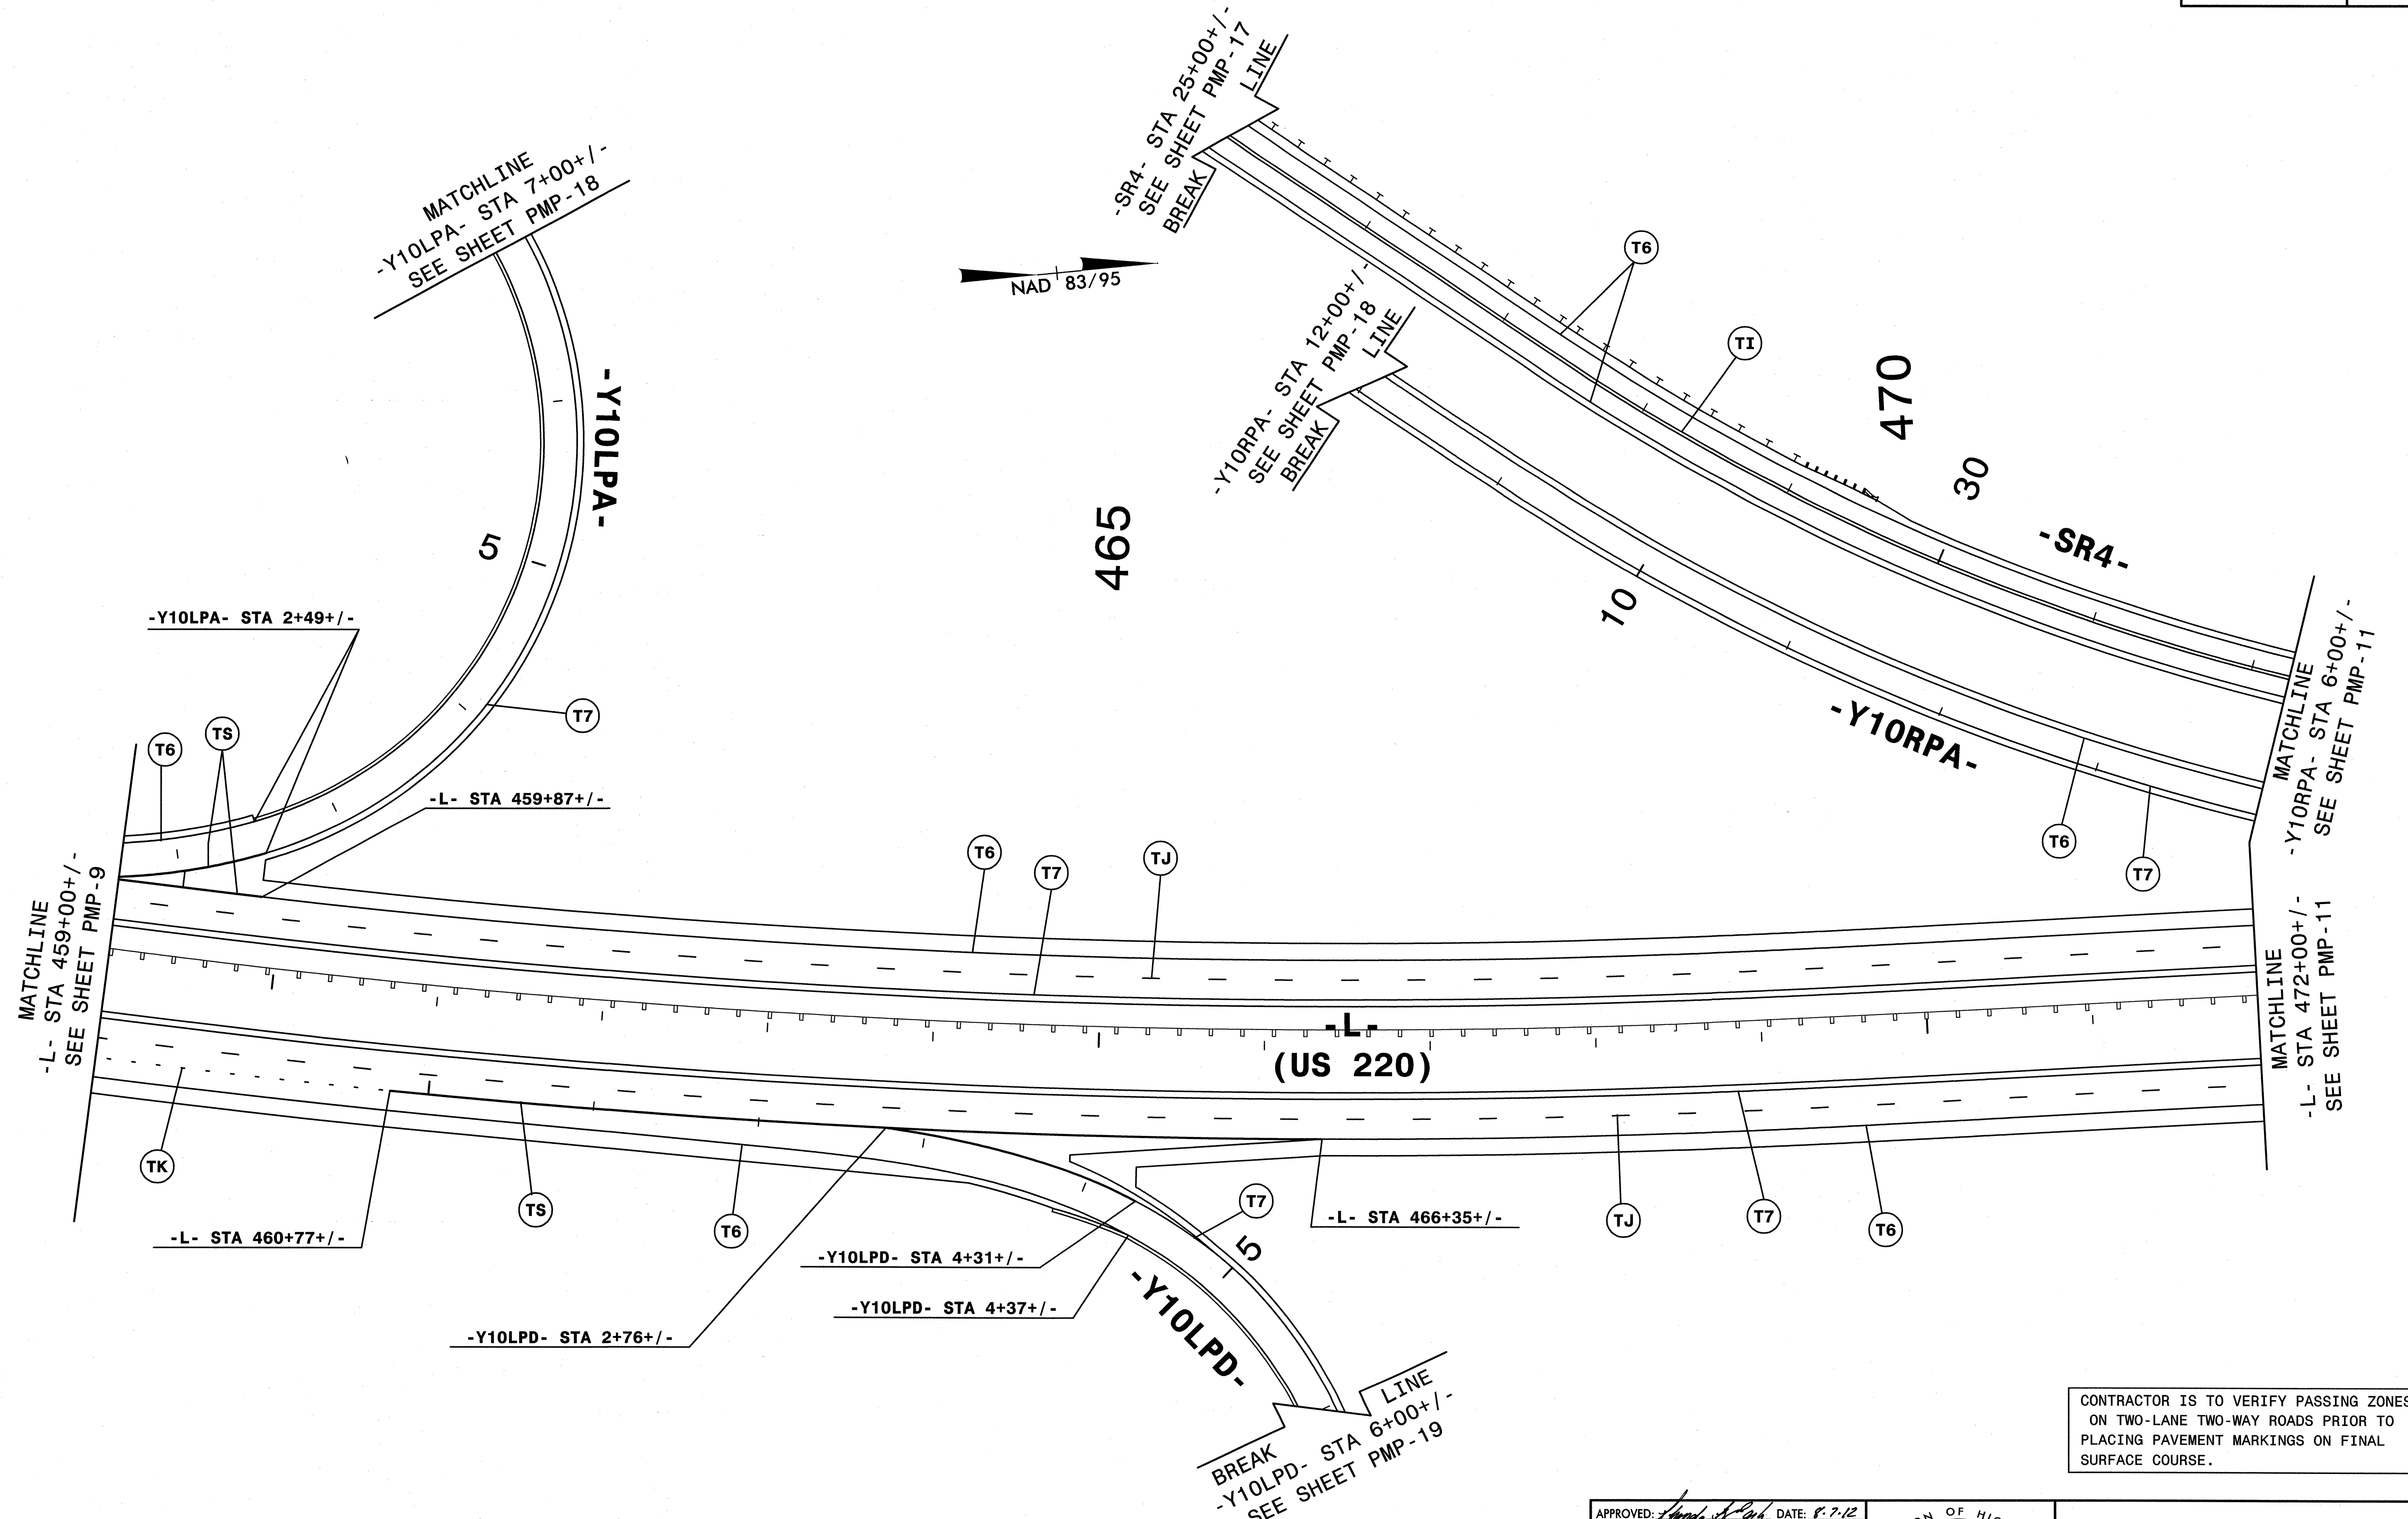 -SR4- STA 25+00+/-
SEE SHEET PMP-17
BREAK LINE
MATCHLINE
-Y10LPA- STA 7+00+/-
SEE SHEET PMP-18
NAD 83/95
T6
TI
-Y10RPA- STA 12+00+/-
SEE SHEET PMP-18
BREAK LINE
470
30
-SR4-
-Y10LPA-
5
465
10
-Y10RPA-
-Y10LPA- STA 2+49+/-
T6
TS
T7
-L- STA 459+87+/-
MATCHLINE
-Y10RPA- STA 6+00+/-
SEE SHEET PMP-11
T6
T7
T6
T7
TJ
MATCHLINE
-L- STA 459+00+/-
SEE SHEET PMP-9
MATCHLINE
-L- STA 472+00+/-
SEE SHEET PMP-11
-L-
(US 220)
TK
TS
T6
-L- STA 460+77+/-
T7
-L- STA 466+35+/-
TJ
T7
T6
-Y10LPD- STA 4+31+/-
5
-Y10LPD- STA 4+37+/-
-Y10LPD- STA 2+76+/-
-Y10LPD-
BREAK LINE
-Y10LPD- STA 6+00+/-
SEE SHEET PMP-19
CONTRACTOR IS TO VERIFY PASSING ZONES
ON TWO-LANE TWO-WAY ROADS PRIOR TO
PLACING PAVEMENT MARKINGS ON FINAL
SURFACE COURSE.
APPROVED: DATE: 8-7-12
OF